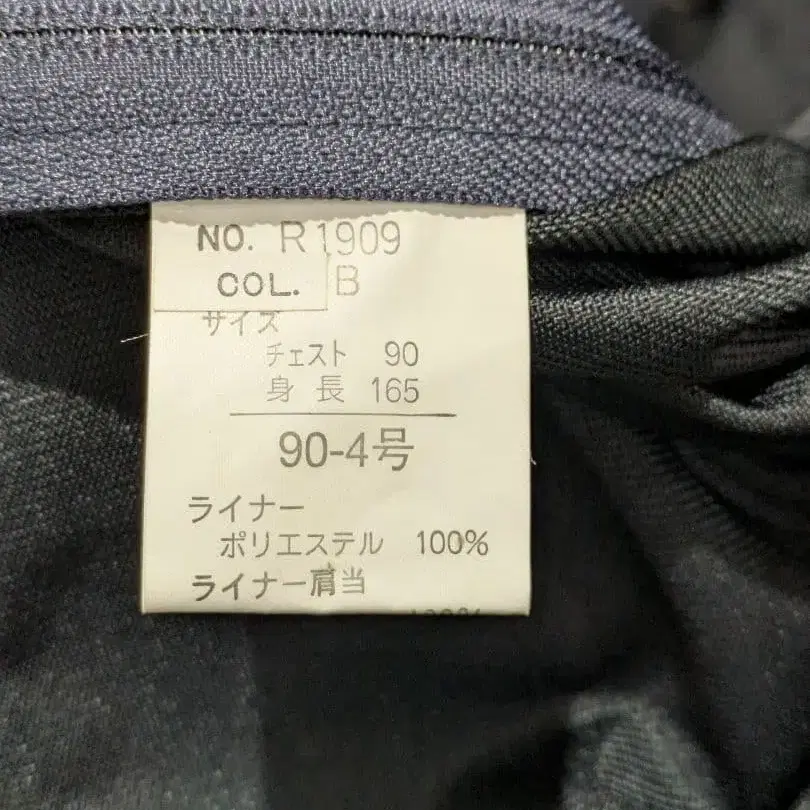 NO. R1909
COL. B
サイズ
チェスト 90
身長 165
90-4号
ライナー
ポリエステル 100%
ライナー肩当